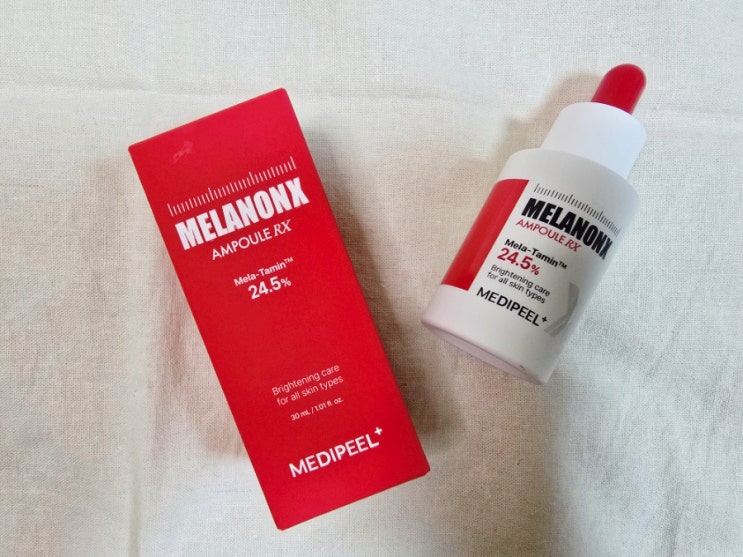 MELANONX
AMPOULE RX
Mela-Tamin™
24.5%
Brightening care
for all skin types
30 mL / 1.01 fl. oz.
MEDIPEEL+
MELANONX
AMPOULE RX
Mela-Tamin™
24.5%
Brightening care
for all skin types
MEDIPEEL+